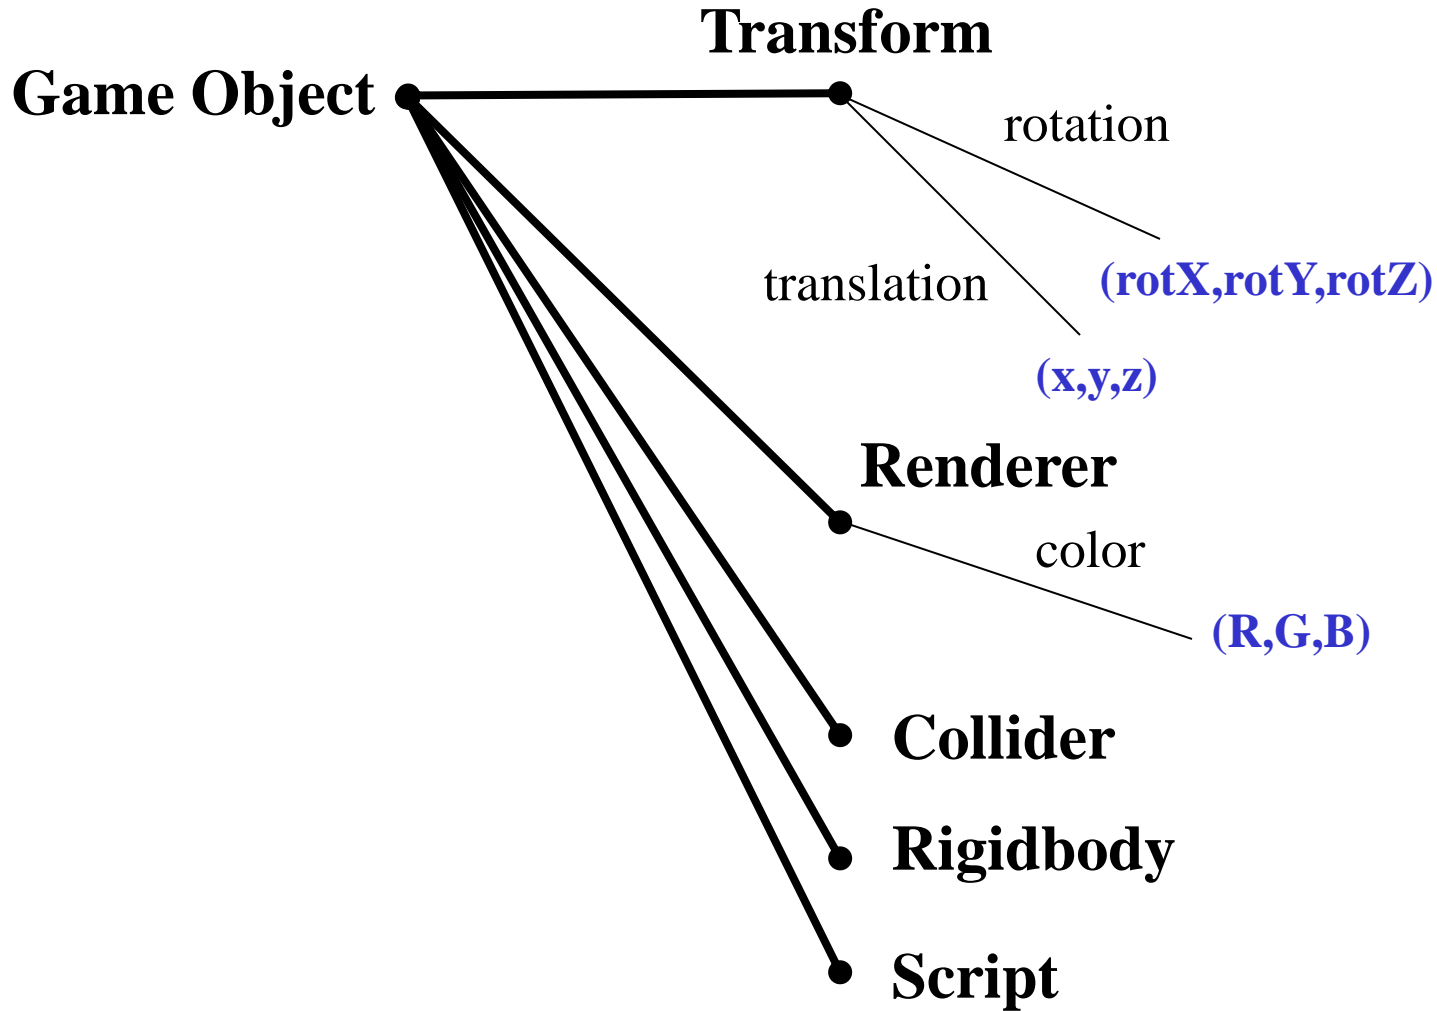 Transform
Game Object
rotation
(rotX,rotY,rotZ)
translation
(x,y,z)
Renderer
color
(R,G,B)
Collider
Rigidbody
Script